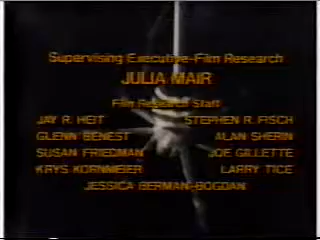 Supervising Executive-Film Research
JULIA MAIR
Film Research Staff
JAY R. HEIT STEPHEN R. FISCH
GLENN BENEST ALAN SHERIN
SUSAN FRIEDMAN JOE GILLETTE
KRYS KORNMEIER LARRY TICE
JESSICA BERMAN-BOGDAN